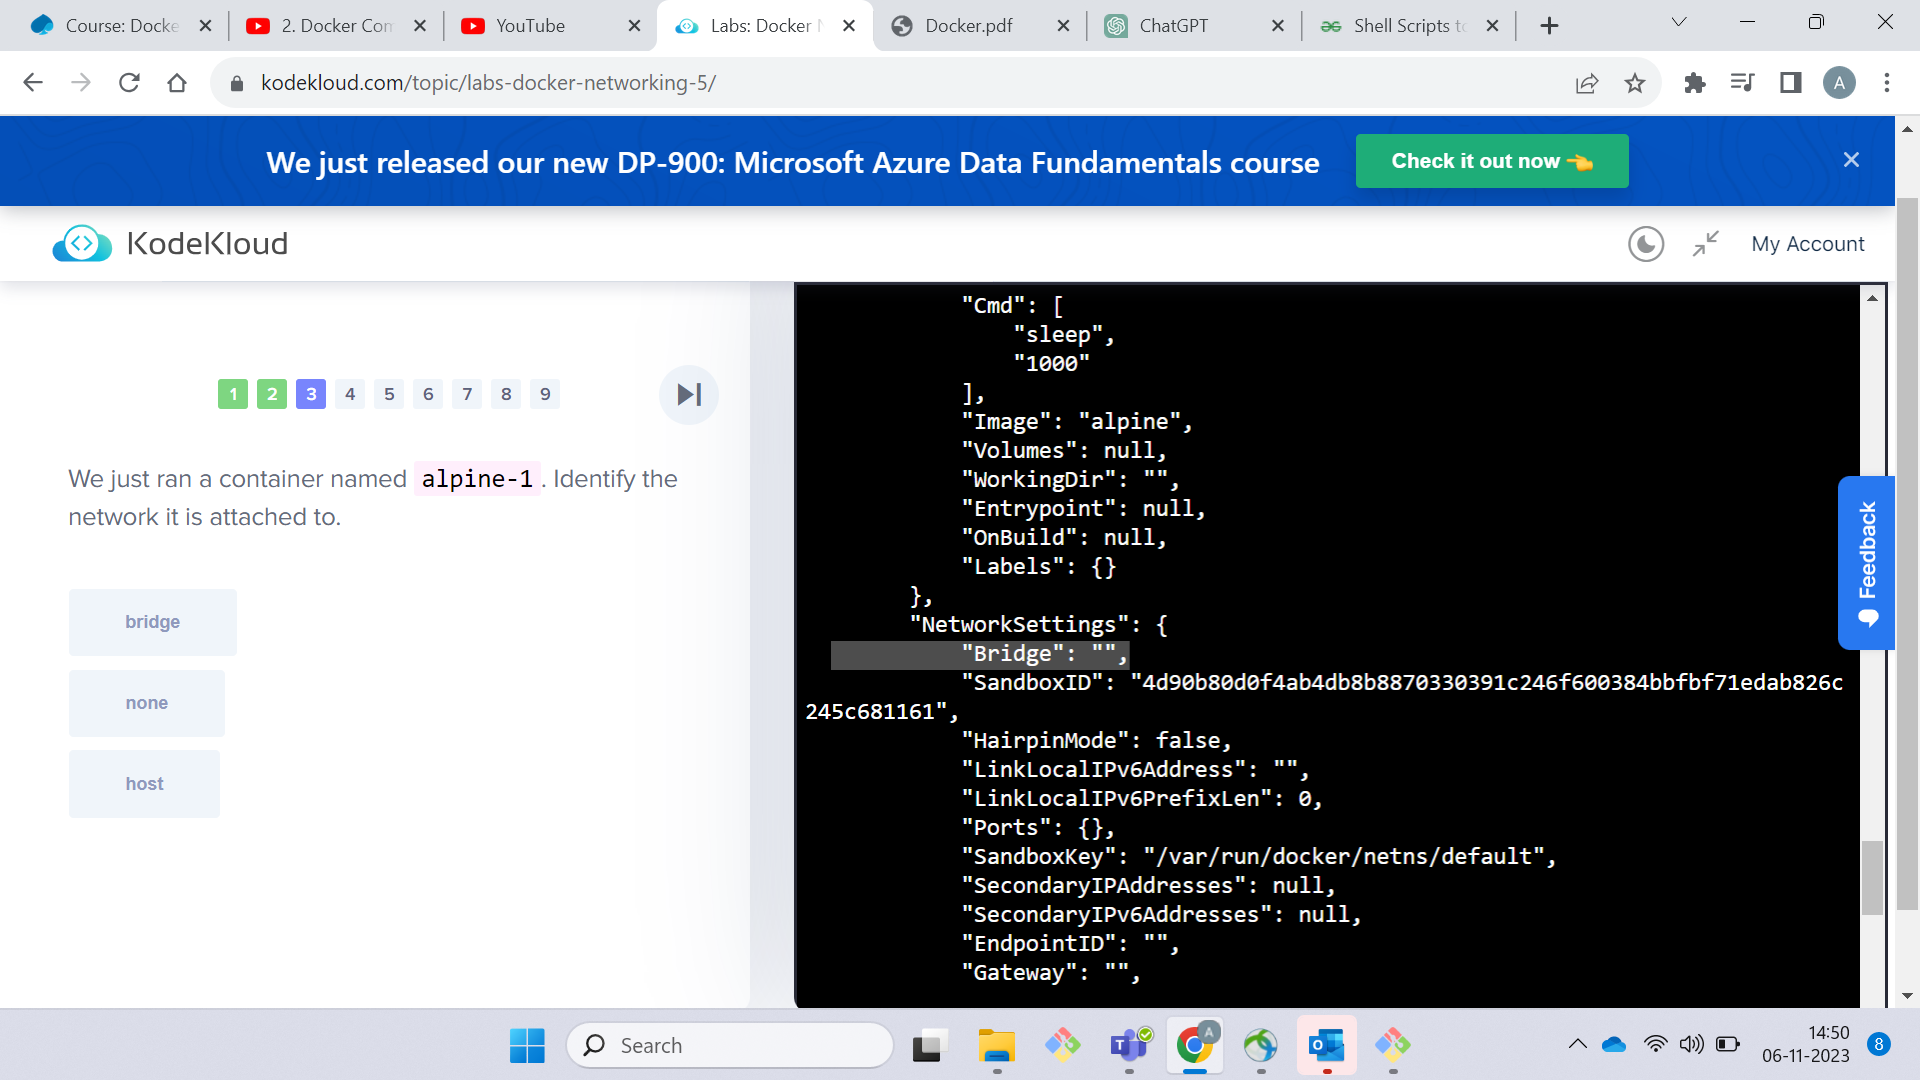 Course: Docke
2. Docker Con
YouTube
Labs: Docker N
Docker.pdf
ChatGPT
Shell Scripts to
kodekloud.com/topic/labs-docker-networking-5/
A
We just released our new DP-900: Microsoft Azure Data Fundamentals course
Check it out now
KodeKloud
My Account
1 2 3 4 5 6 7 8 9
We just ran a container named alpine-1. Identify the
network it is attached to.
bridge
none
host
"Cmd": [
"sleep",
"1000"
],
"Image": "alpine",
"Volumes": null,
"WorkingDir": "",
"Entrypoint": null,
"OnBuild": null,
"Labels": {}
},
"NetworkSettings": {
"Bridge": "",
"SandboxID": "4d90b80d0f4ab4db8b8870330391c246f600384bbfbf71edab826c
245c681161",
"HairpinMode": false,
"LinkLocalIPv6Address": "",
"LinkLocalIPv6PrefixLen": 0,
"Ports": {},
"SandboxKey": "/var/run/docker/netns/default",
"SecondaryIPAddresses": null,
"SecondaryIPv6Addresses": null,
"EndpointID": "",
"Gateway": "",
Feedback
Search
T
A
O
14:50
06-11-2023
8